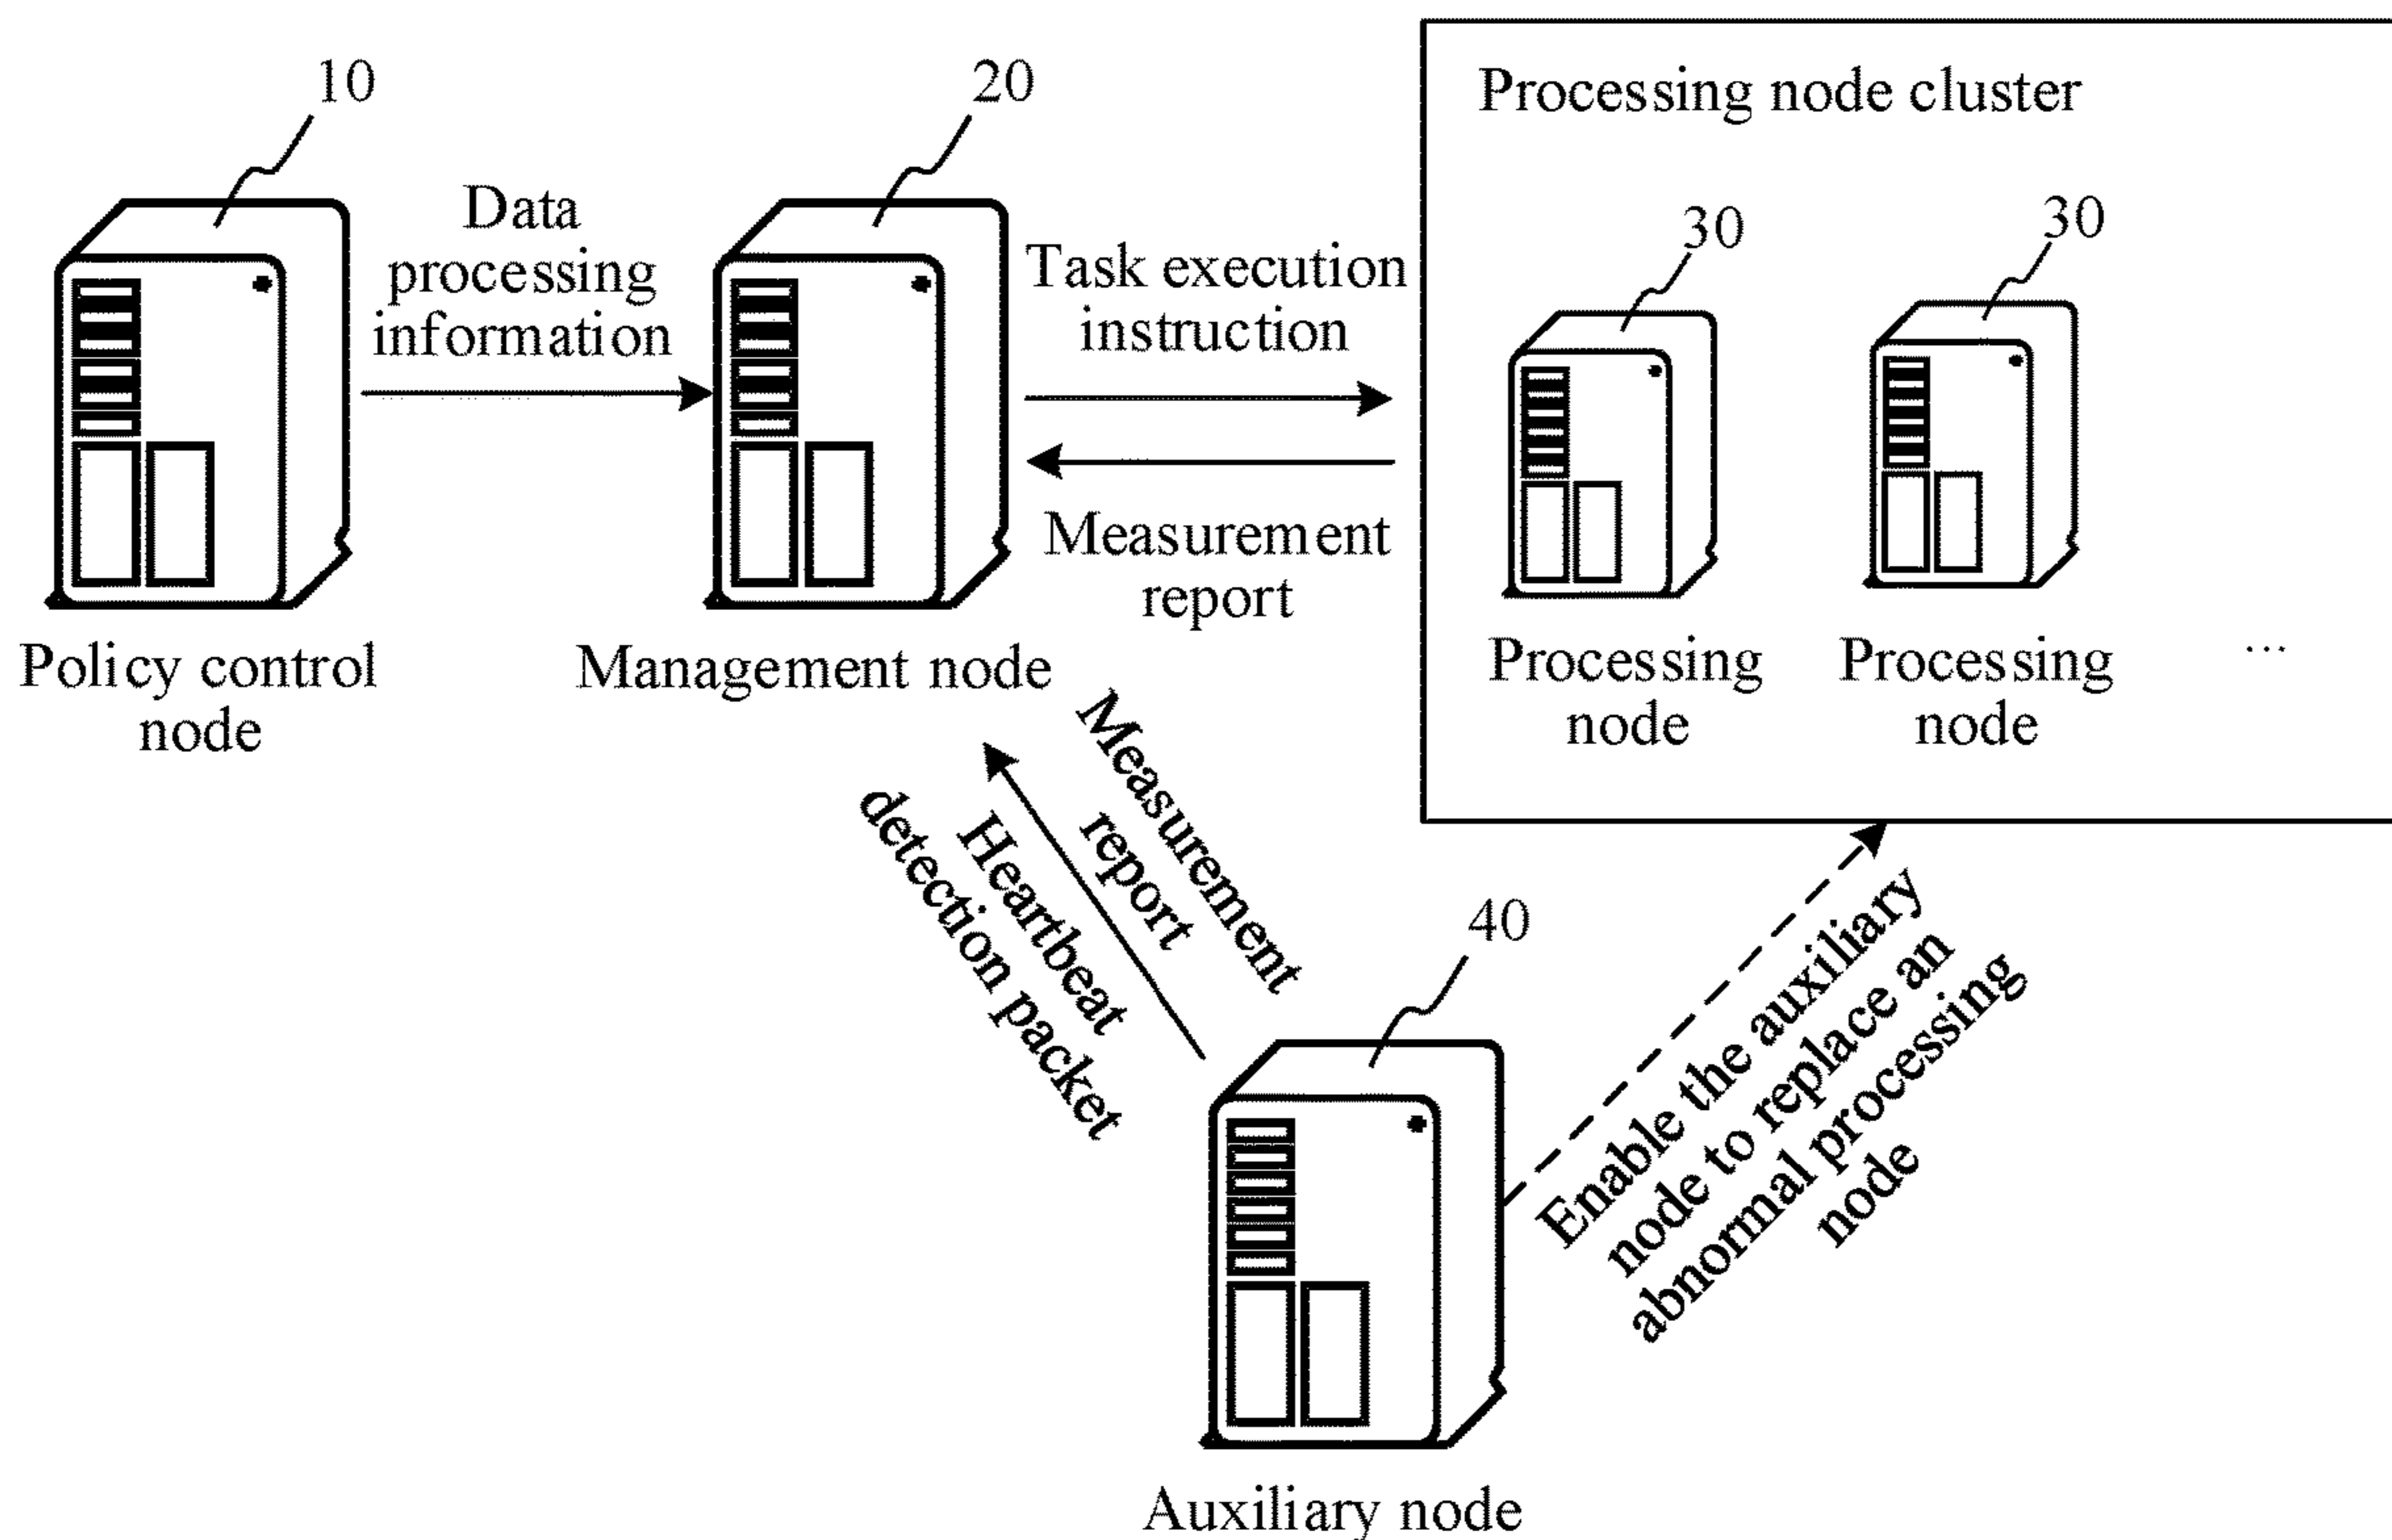 10
20
Processing node cluster
Data
processing
information
Task execution
instruction
30
30
Measurement
report
Policy control
node
Management node
Processing
node
Processing
node
...
Measurement
report
Heartbeat
detection packet
40
Enable the auxiliary
node to replace an
abnormal processing
node
Auxiliary node